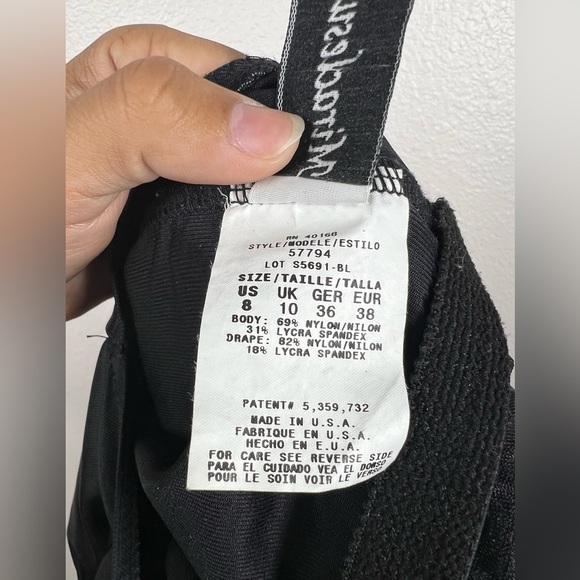 Miraclesu
RN 40166
STYLE/MODELE/ESTILO
57794
LOT S5691-BL
SIZE/TAILLE/TALLA
US UK GER EUR
8 10 36 38
BODY: 69% NYLON/NILON
31% LYCRA SPANDEX
DRAPE: 82% NYLON/NILON
18% LYCRA SPANDEX
PATENT# 5,359,732
MADE IN U.S.A.
FABRIQUE EN U.S.A.
HECHO EN E.U.A.
FOR CARE SEE REVERSE SIDE
PARA EL CUIDADO VEA EL DORSO
POUR LE SOIN VOIR LE VERSO